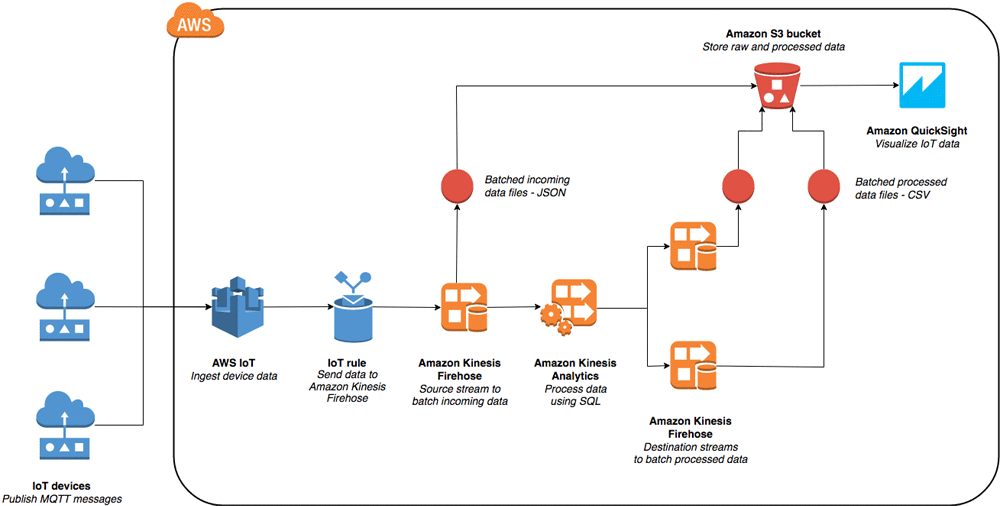 AWS
Amazon S3 bucket
Store raw and processed data
Amazon QuickSight
Visualize IoT data
Batched incoming
data files - JSON
Batched processed
data files - CSV
AWS IoT
Ingest device data
IoT rule
Send data to
Amazon Kinesis
Firehose
Amazon Kinesis
Firehose
Source stream to
batch incoming data
Amazon Kinesis
Analytics
Process data
using SQL
Amazon Kinesis
Firehose
Destination streams
to batch processed data
IoT devices
Publish MQTT messages